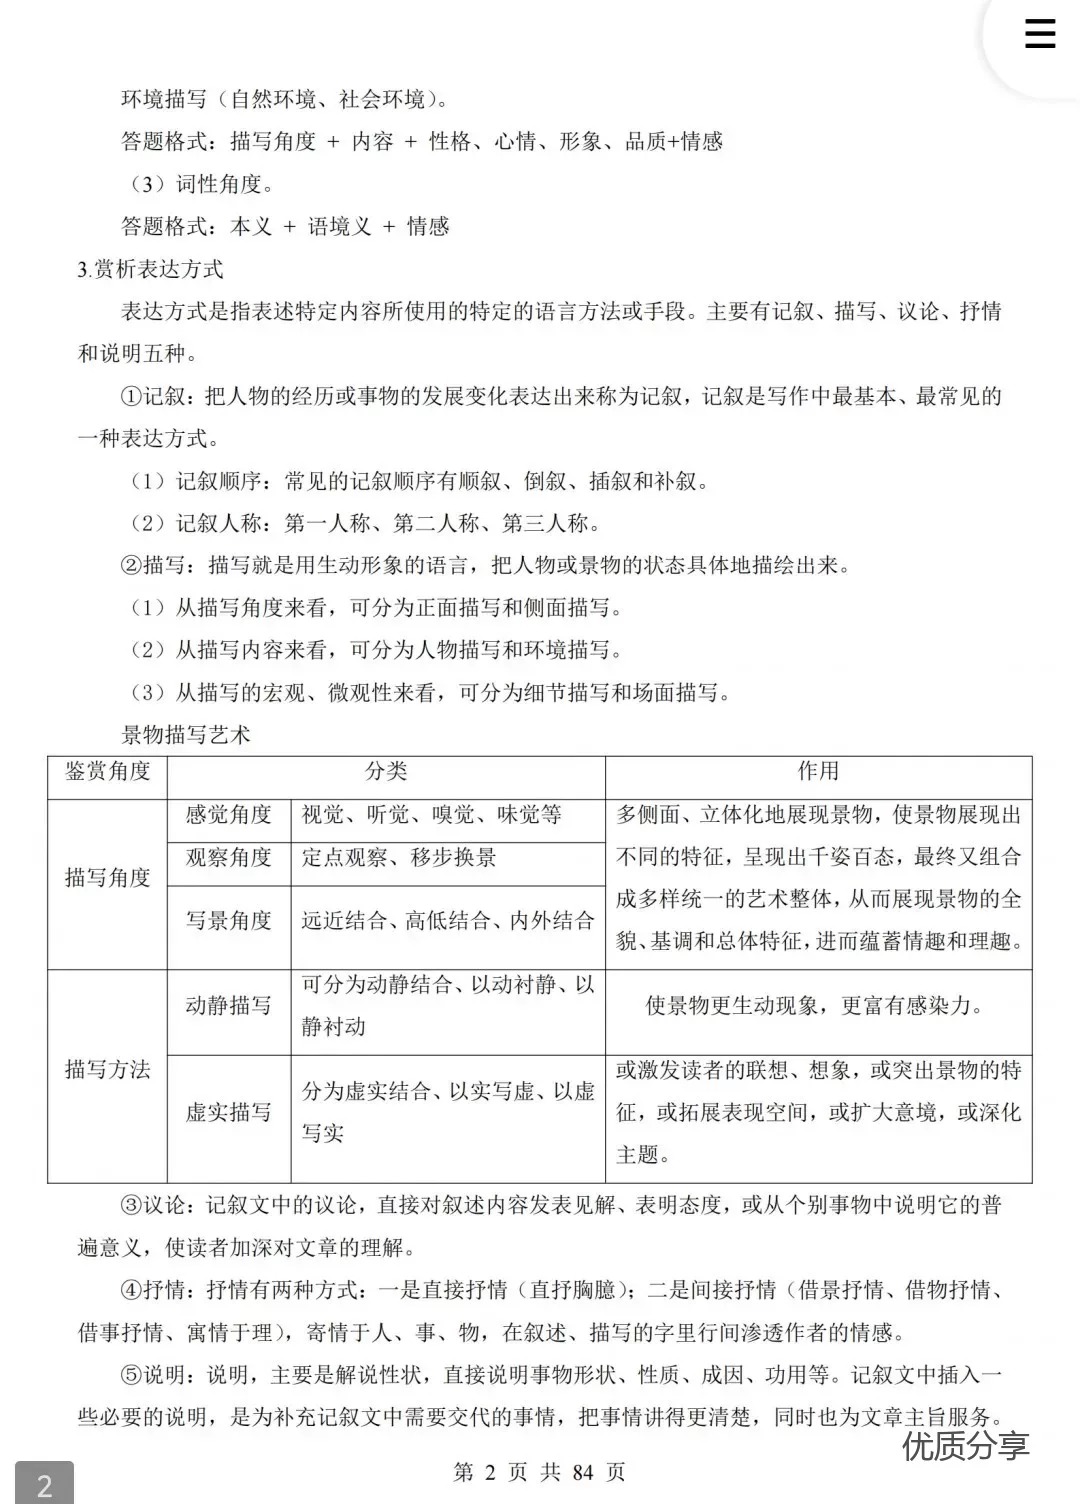 环境描写（自然环境、社会环境）。
答题格式：描写角度 + 内容 + 性格、心情、形象、品质+情感
（3）词性角度。
答题格式：本义 + 语境义 + 情感
3.赏析表达方式
表达方式是指表述特定内容所使用的特定的语言方法或手段。主要有记叙、描写、议论、抒情
和说明五种。
①记叙：把人物的经历或事物的发展变化表达出来称为记叙，记叙是写作中最基本、最常见的
一种表达方式。
（1）记叙顺序：常见的记叙顺序有顺叙、倒叙、插叙和补叙。
（2）记叙人称：第一人称、第二人称、第三人称。
②描写：描写就是用生动形象的语言，把人物或景物的状态具体地描绘出来。
（1）从描写角度来看，可分为正面描写和侧面描写。
（2）从描写内容来看，可分为人物描写和环境描写。
（3）从描写的宏观、微观性来看，可分为细节描写和场面描写。
景物描写艺术
鉴赏角度 分类 作用
描写角度
感觉角度 视觉、听觉、嗅觉、味觉等
观察角度 定点观察、移步换景
写景角度 远近结合、高低结合、内外结合
多侧面、立体化地展现景物，使景物展现出
不同的特征，呈现出千姿百态，最终又组合
成多样统一的艺术整体，从而展现景物的全
貌、基调和总体特征，进而蕴蓄情趣和理趣。
描写方法
动静描写
可分为动静结合、以动衬静、以
静衬动
使景物更生动现象，更富有感染力。
虚实描写
分为虚实结合、以实写虚、以虚
写实
或激发读者的联想、想象，或突出景物的特
征，或拓展表现空间，或扩大意境，或深化
主题。
③议论：记叙文中的议论，直接对叙述内容发表见解、表明态度，或从个别事物中说明它的普
遍意义，使读者加深对文章的理解。
④抒情：抒情有两种方式：一是直接抒情（直抒胸臆）；二是间接抒情（借景抒情、借物抒情、
借事抒情、寓情于理），寄情于人、事、物，在叙述、描写的字里行间渗透作者的情感。
⑤说明：说明，主要是解说性状，直接说明事物形状、性质、成因、功用等。记叙文中插入一
些必要的说明，是为补充记叙文中需要交代的事情，把事情讲得更清楚，同时也为文章主旨服务。
优质分享
第 2 页 共 84 页
2